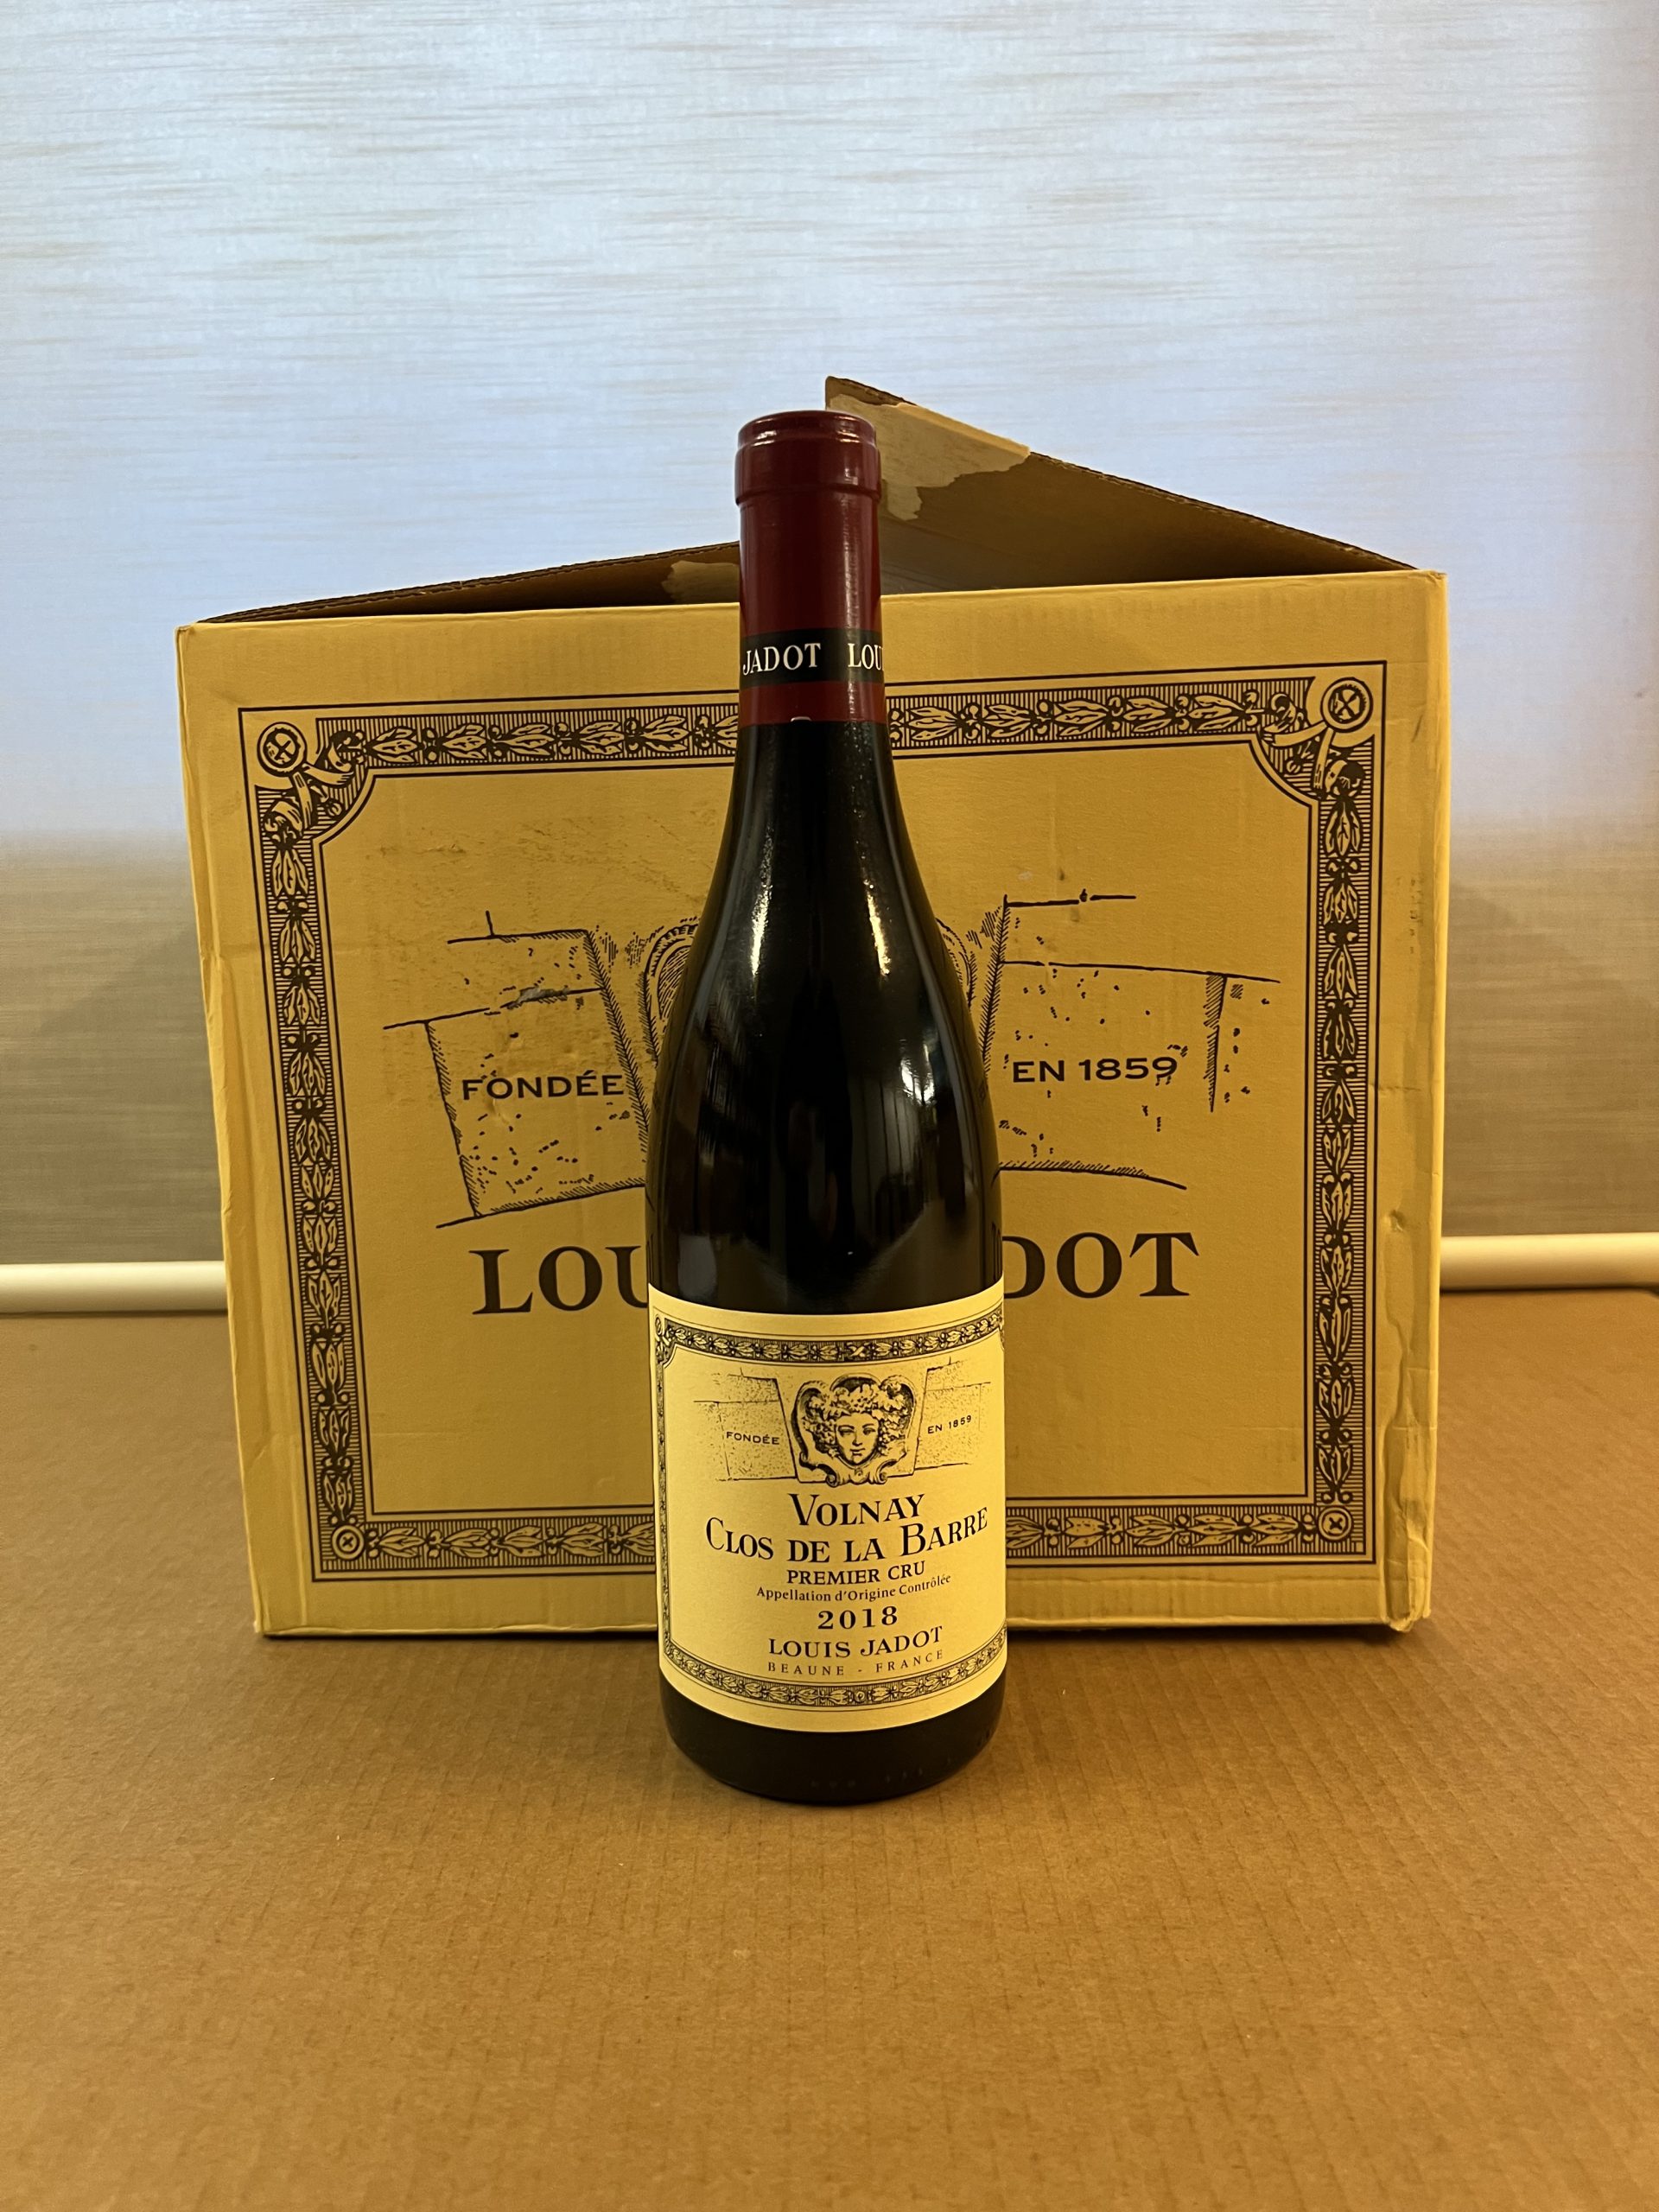 JADOT LOU
FONDÉE
EN 1859
LOU
DOT
FONDÉE
EN 1859
VOLNAY
CLOS DE LA BARRE
PREMIER CRU
Appellation d'Origine Contrôlée
2018
LOUIS JADOT
BEAUNE - FRANCE